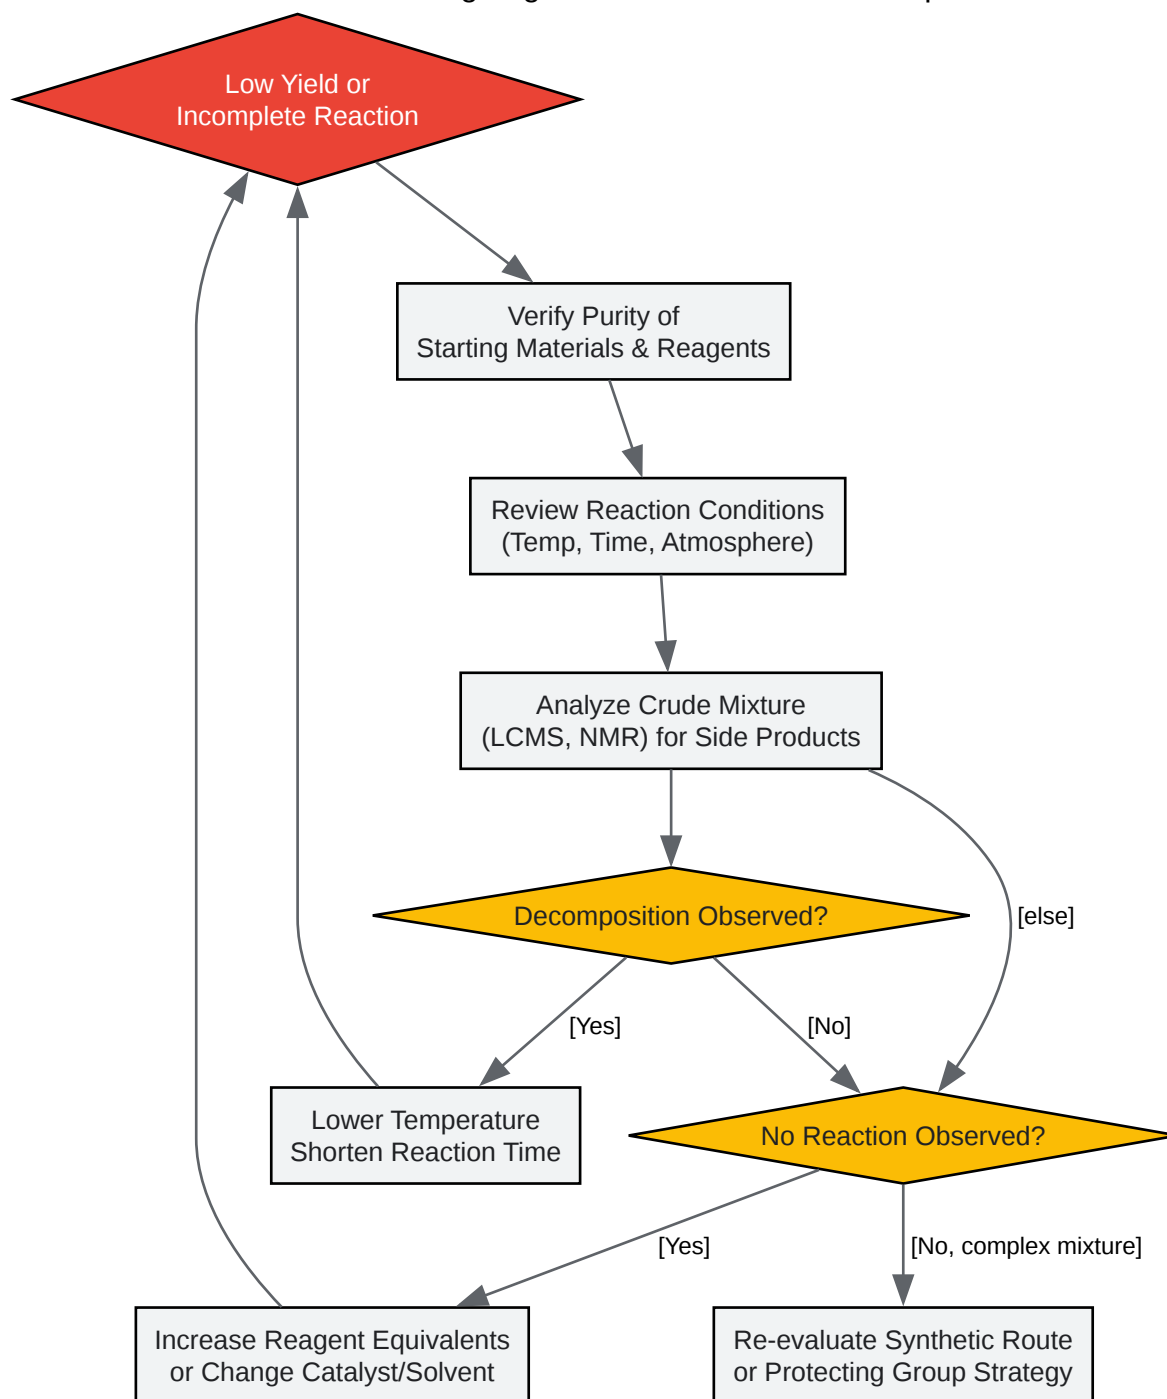 Low Yield or
Incomplete Reaction
Verify Purity of
Starting Materials & Reagents
Review Reaction Conditions
(Temp, Time, Atmosphere)
Analyze Crude Mixture
(LCMS, NMR) for Side Products
Decomposition Observed?
[else]
[Yes]
[No]
Lower Temperature
Shorten Reaction Time
No Reaction Observed?
[Yes]
[No, complex mixture]
Increase Reagent Equivalents
or Change Catalyst/Solvent
Re-evaluate Synthetic Route
or Protecting Group Strategy